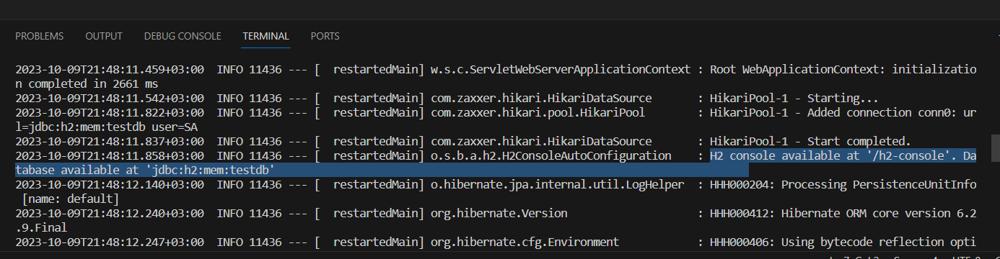 PROBLEMS OUTPUT DEBUG CONSOLE TERMINAL PORTS
2023-10-09T21:48:11.459+03:00  INFO 11436 --- [  restartedMain] w.s.c.ServletWebServerApplicationContext : Root WebApplicationContext: initializatio
n completed in 2661 ms
2023-10-09T21:48:11.542+03:00  INFO 11436 --- [  restartedMain] com.zaxxer.hikari.HikariDataSource       : HikariPool-1 - Starting...
2023-10-09T21:48:11.822+03:00  INFO 11436 --- [  restartedMain] com.zaxxer.hikari.pool.HikariPool        : HikariPool-1 - Added connection conn0: ur
l=jdbc:h2:mem:testdb user=SA
2023-10-09T21:48:11.837+03:00  INFO 11436 --- [  restartedMain] com.zaxxer.hikari.HikariDataSource       : HikariPool-1 - Start completed.
2023-10-09T21:48:11.858+03:00  INFO 11436 --- [  restartedMain] o.s.b.a.h2.H2ConsoleAutoConfiguration    : H2 console available at '/h2-console'. Da
tabase available at 'jdbc:h2:mem:testdb'
2023-10-09T21:48:12.140+03:00  INFO 11436 --- [  restartedMain] o.hibernate.jpa.internal.util.LogHelper  : HHH000204: Processing PersistenceUnitInfo
 [name: default]
2023-10-09T21:48:12.240+03:00  INFO 11436 --- [  restartedMain] org.hibernate.Version                    : HHH000412: Hibernate ORM core version 6.2
.9.Final
2023-10-09T21:48:12.247+03:00  INFO 11436 --- [  restartedMain] org.hibernate.cfg.Environment            : HHH000406: Using bytecode reflection opti